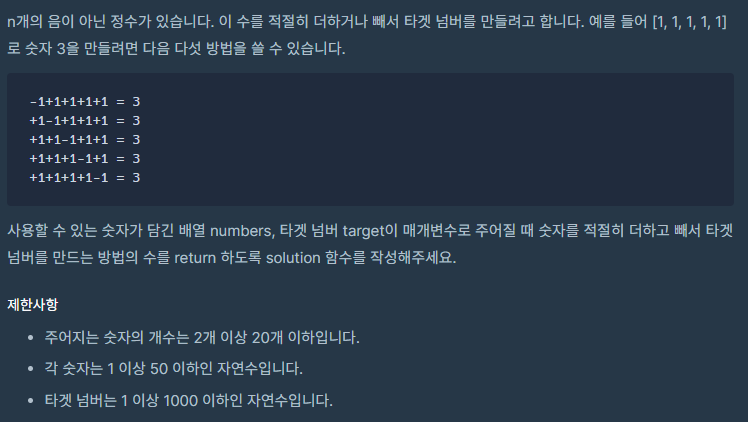 n개의 음이 아닌 정수가 있습니다. 이 수를 적절히 더하거나 빼서 타겟 넘버를 만들려고 합니다. 예를 들어 [1, 1, 1, 1, 1]
로 숫자 3을 만들려면 다음 다섯 방법을 쓸 수 있습니다.
-1+1+1+1+1 = 3
+1-1+1+1+1 = 3
+1+1-1+1+1 = 3
+1+1+1-1+1 = 3
+1+1+1+1-1 = 3
사용할 수 있는 숫자가 담긴 배열 numbers, 타겟 넘버 target이 매개변수로 주어질 때 숫자를 적절히 더하고 빼서 타겟
넘버를 만드는 방법의 수를 return 하도록 solution 함수를 작성해주세요.
제한사항
• 주어지는 숫자의 개수는 2개 이상 20개 이하입니다.
• 각 숫자는 1 이상 50 이하인 자연수입니다.
• 타겟 넘버는 1 이상 1000 이하인 자연수입니다.